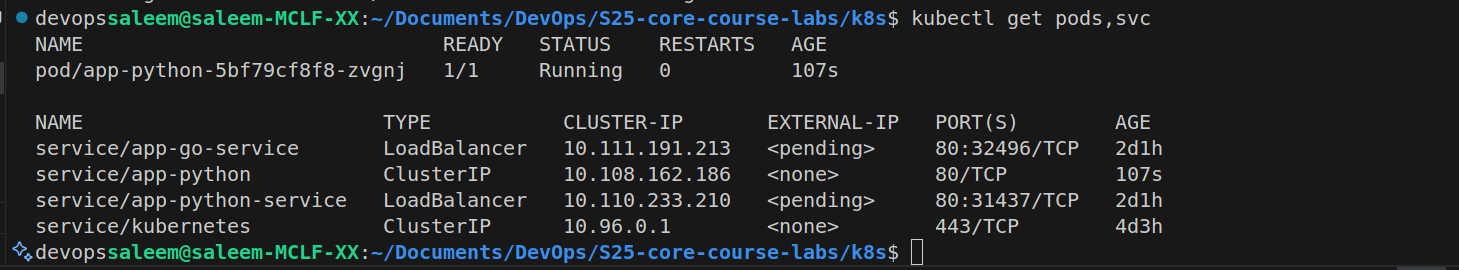 devopssaleem@saleem-MCLF-XX:~/Documents/DevOps/S25-core-course-labs/k8s$ kubectl get pods,svc
NAME READY STATUS RESTARTS AGE
pod/app-python-5bf79cf8f8-zvgnj 1/1 Running 0 107s
NAME TYPE CLUSTER-IP EXTERNAL-IP PORT(S) AGE
service/app-go-service LoadBalancer 10.111.191.213 <pending> 80:32496/TCP 2d1h
service/app-python ClusterIP 10.108.162.186 <none> 80/TCP 107s
service/app-python-service LoadBalancer 10.110.233.210 <pending> 80:31437/TCP 2d1h
service/kubernetes ClusterIP 10.96.0.1 <none> 443/TCP 4d3h
devopssaleem@saleem-MCLF-XX:~/Documents/DevOps/S25-core-course-labs/k8s$